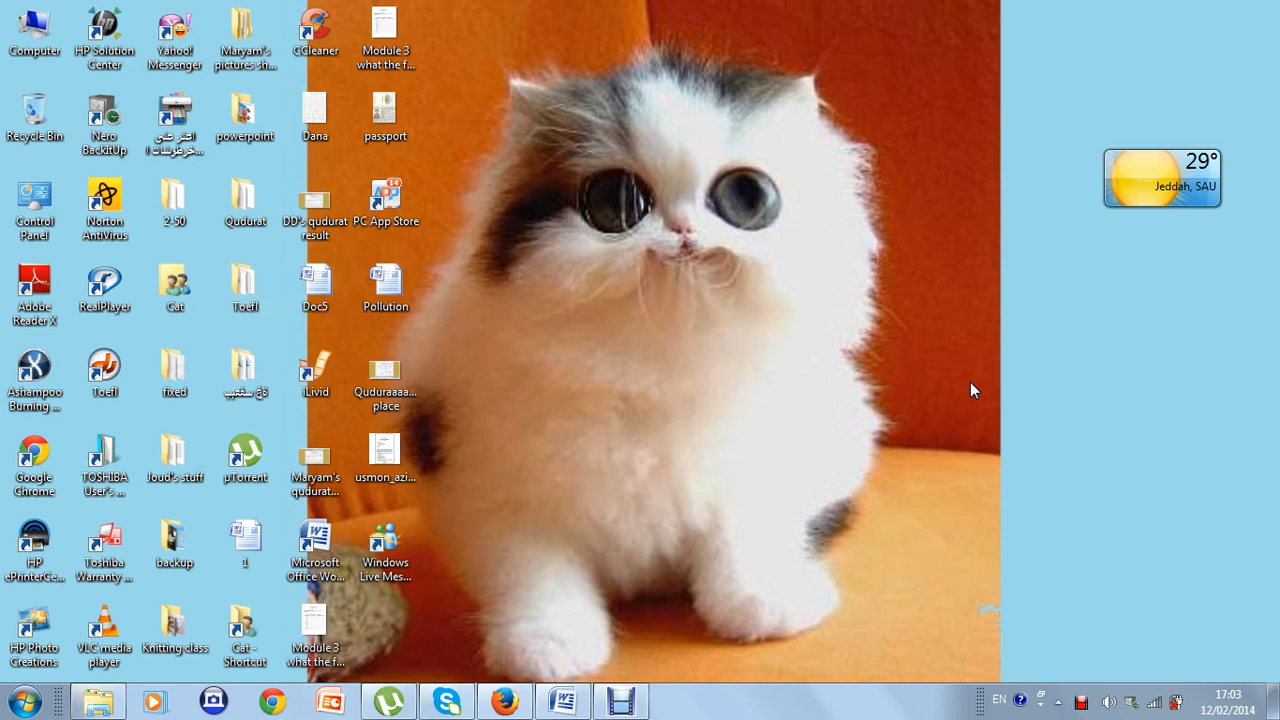 Computer
HP Solution
Center
Yahoo!
Messenger
Maryam's
pictures sh...
CCleaner
Module 3
what the f...
Recycle Bin
Nero
BackItUp
اعثر على
powerpoint
Dana
passport
Control
Panel
Norton
AntiVirus
2-50
Qudurat
DD's qudurat
result
14
PC App Store
Adobe
Reader X
RealPlayer
Cat
Toefl
Doc5
Pollution
Ashampoo
Burning ...
Toefl
fixed
iLivid
Quduraaaa...
place
Google
Chrome
TOSHIBA
User's ...
Joud's stuff
µTorrent
Maryam's
qudurat...
usmon_azi...
HP
ePrinterCe...
Toshiba
Warranty ...
backup
1
Microsoft
Office Wo...
Windows
Live Mes...
HP Photo
Creations
VLC media
player
Knitting class
Cat -
Shortcut
Module 3
what the f...
29°
Jeddah, SAU
EN
17:03
12/02/2014